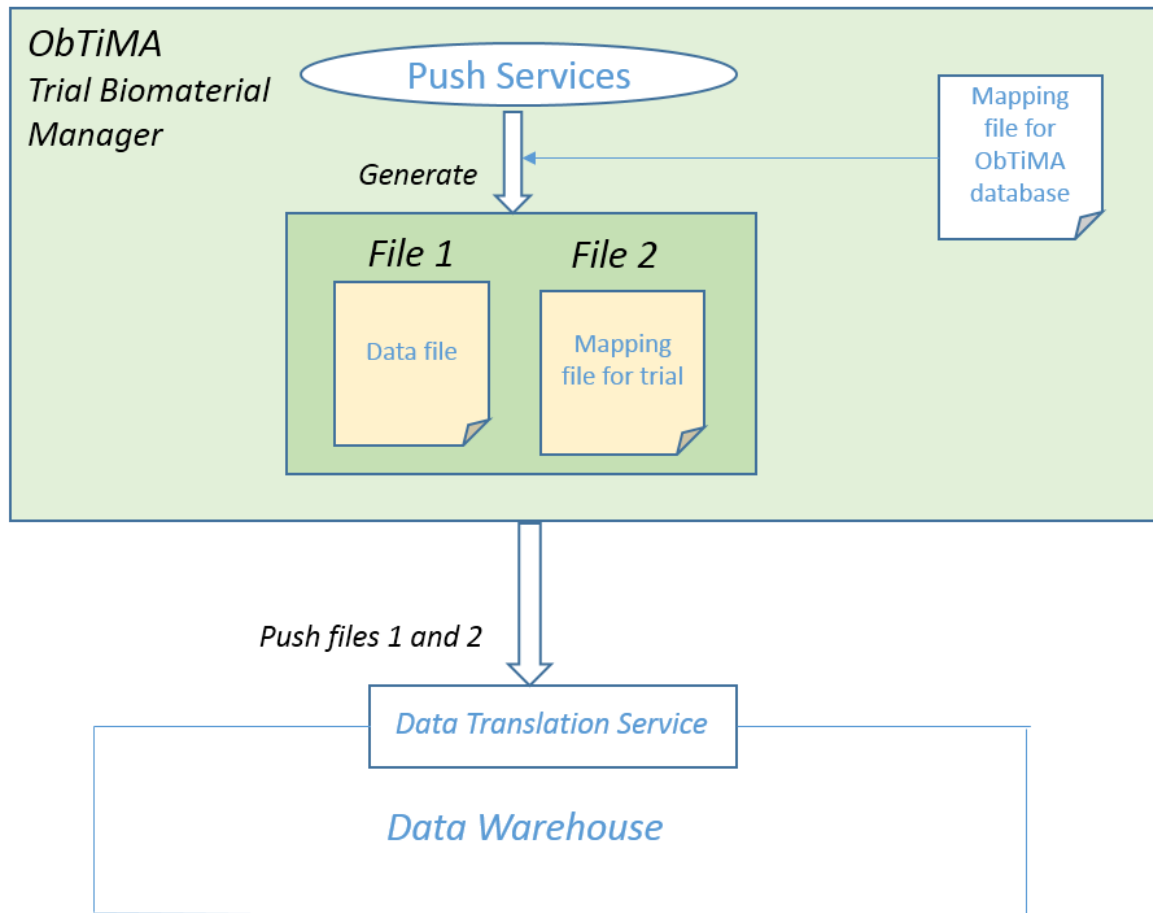 ObTiMA
Trial Biomaterial
Manager
Push Services
Mapping
file for
ObTiMA
database
Generate
File 1
File 2
Data file
Mapping
file for trial
Push files 1 and 2
Data Translation Service
Data Warehouse